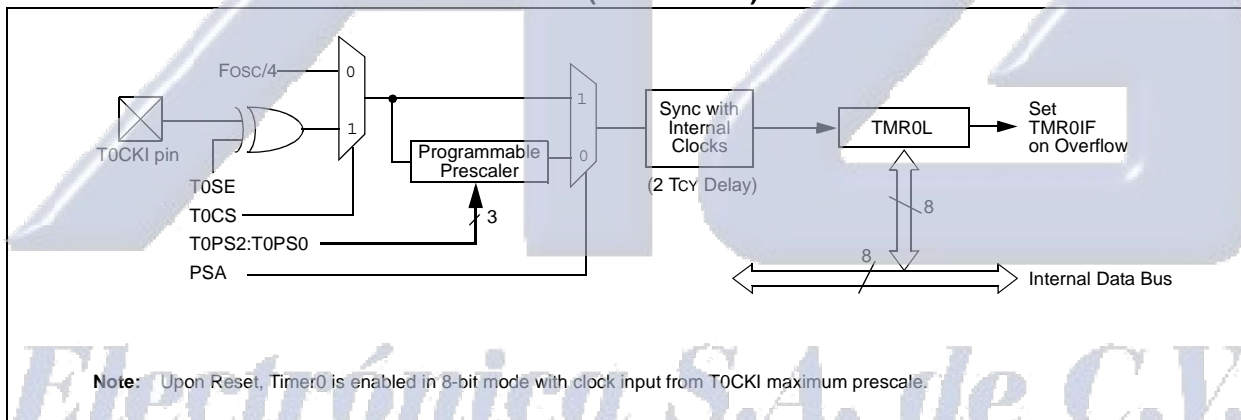 Fosc/4
0
1
T0CKI pin
T0SE
T0CS
T0PS2:T0PS0
PSA
Programmable
Prescaler
3
1
0
Sync with
Internal
Clocks
(2 TCY Delay)
TMR0L
Set
TMR0IF
on Overflow
8
8
Internal Data Bus
Note: Upon Reset, Timer0 is enabled in 8-bit mode with clock input from T0CKI maximum prescale.
Electrónica S.A. de C.V.